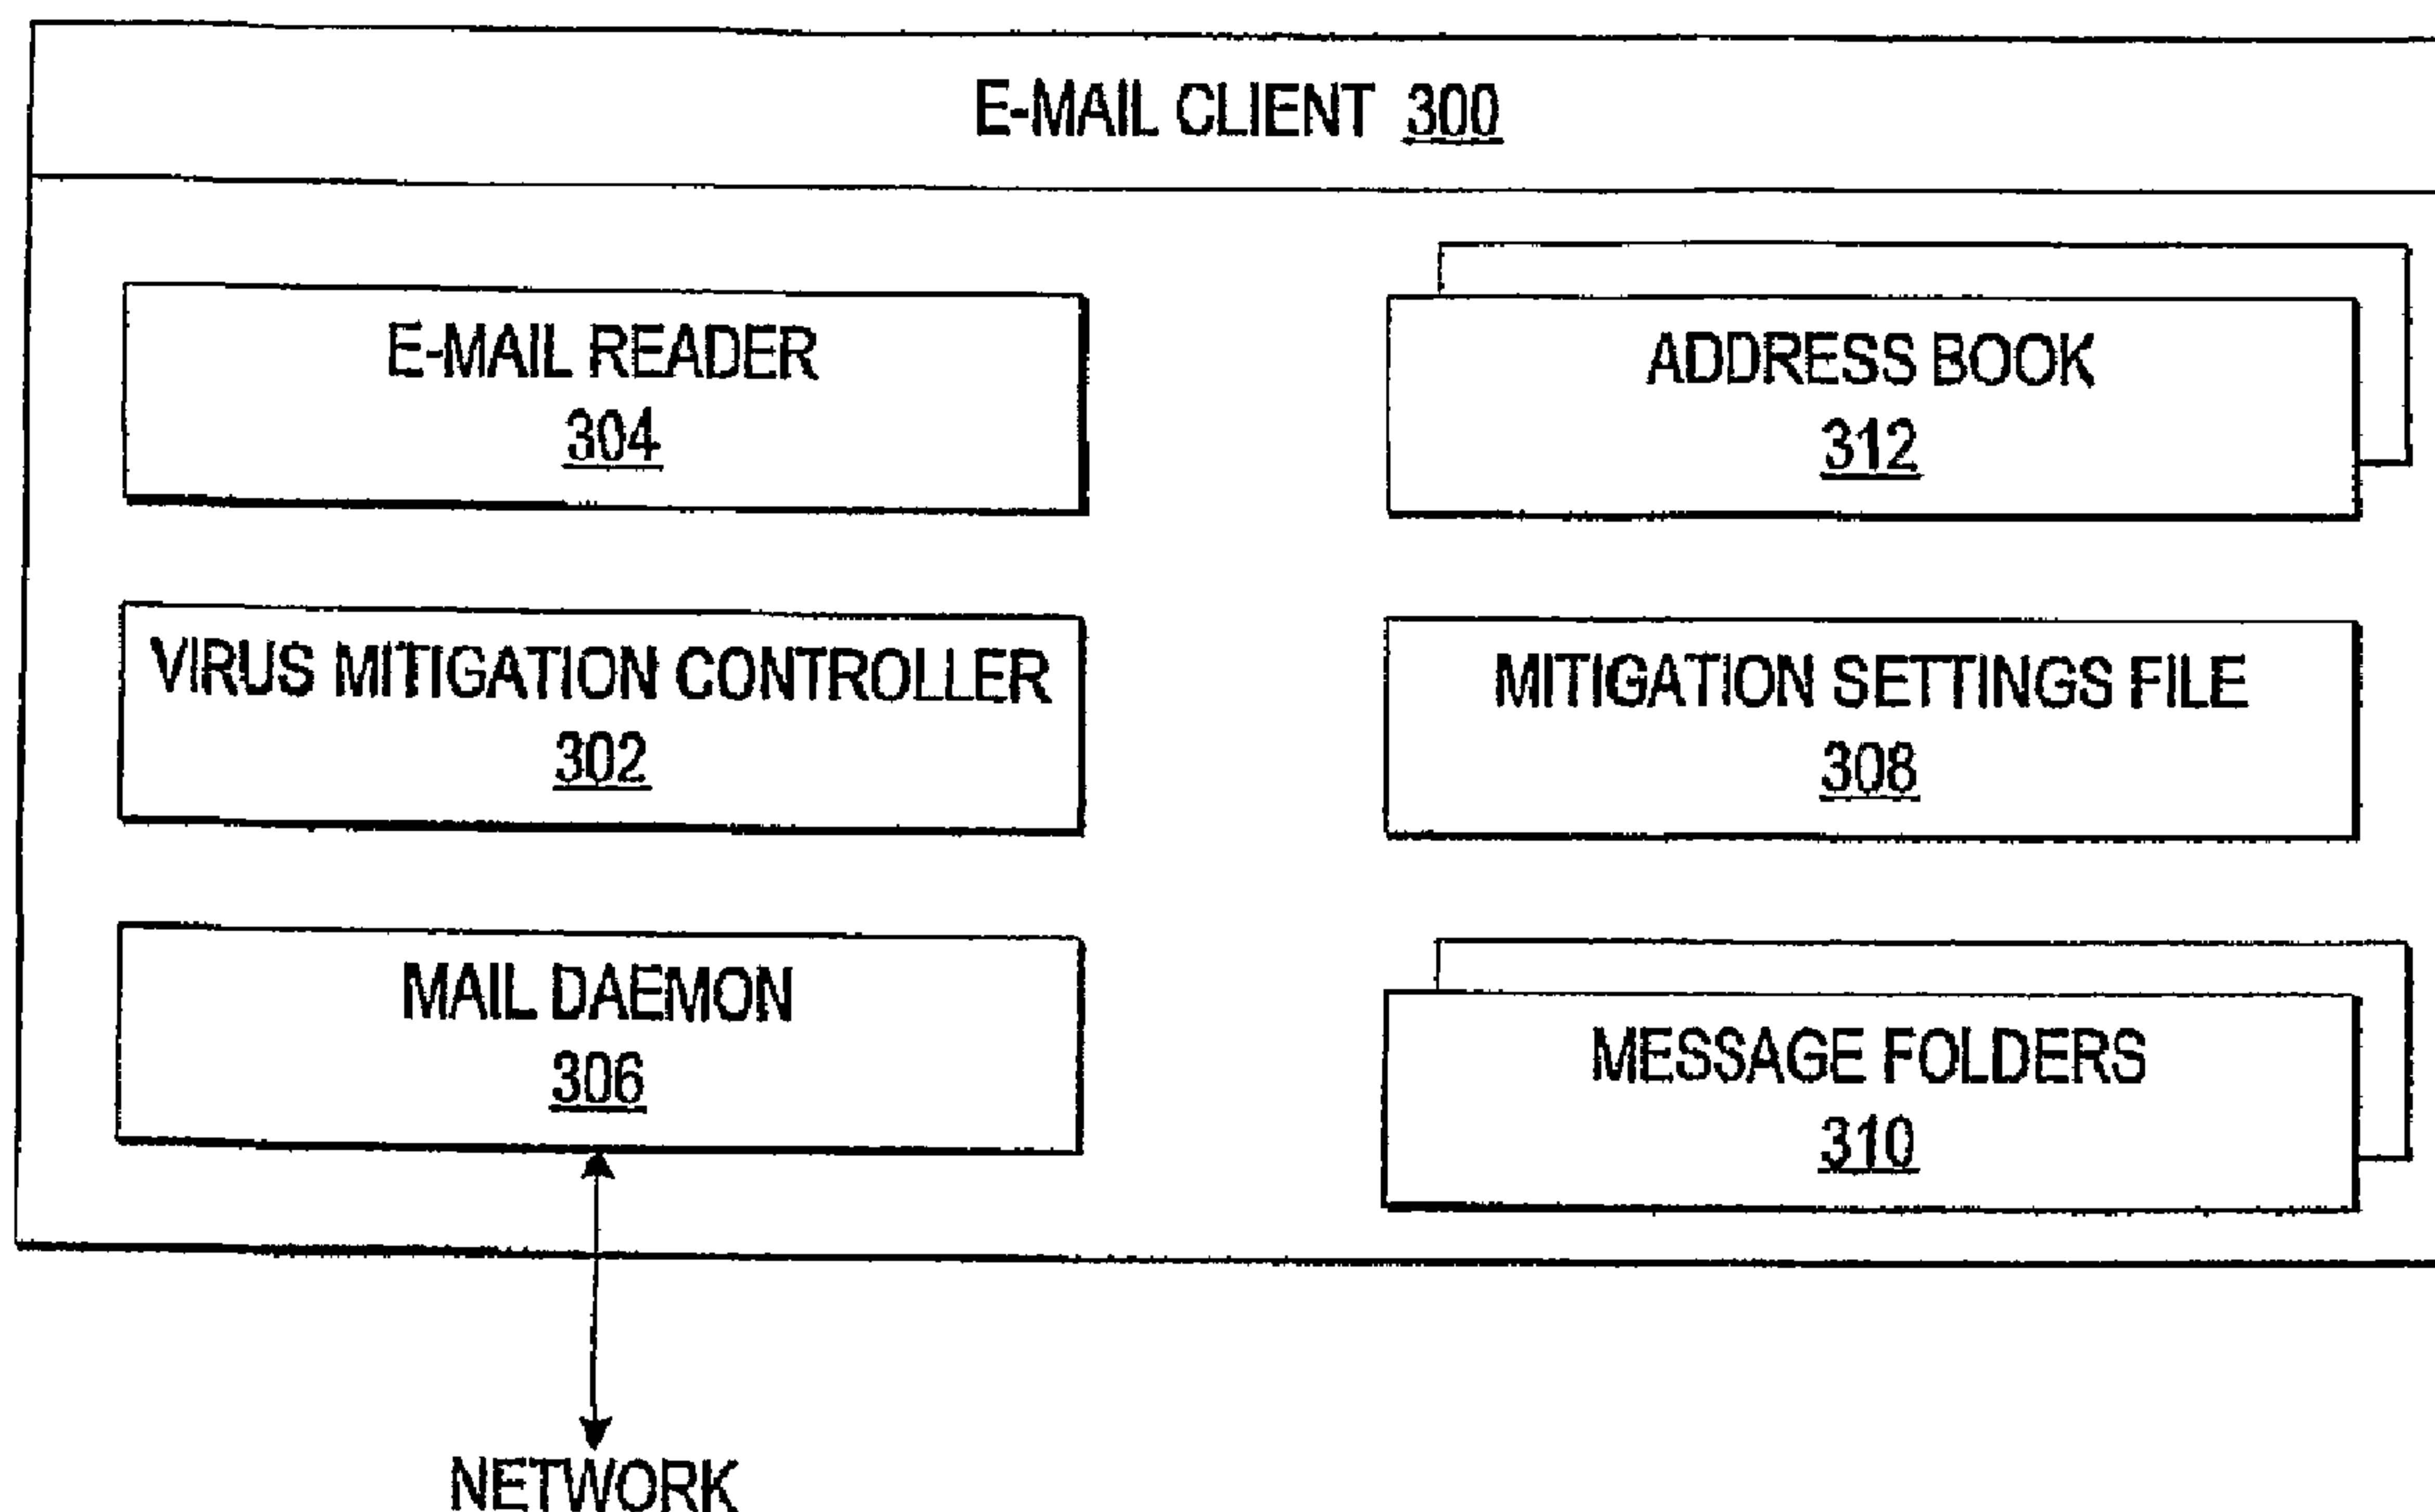 E-MAIL CLIENT 300
E-MAIL READER
304
ADDRESS BOOK
312
VIRUS MITIGATION CONTROLLER
302
MITIGATION SETTINGS FILE
308
MAIL DAEMON
306
MESSAGE FOLDERS
310
NETWORK